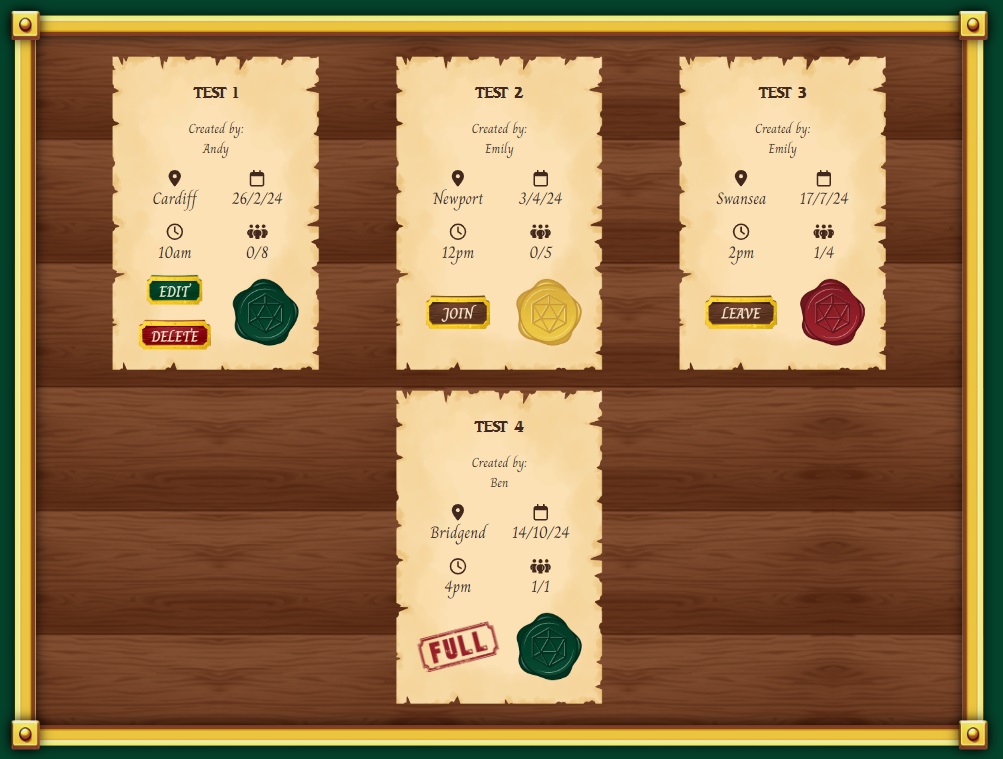 TEST 1
Created by:
Andy
Cardiff 26/2/24
10am 0/8
EDIT
DELETE
TEST 2
Created by:
Emily
Newport 3/4/24
12pm 0/5
JOIN
TEST 3
Created by:
Emily
Swansea 17/7/24
2pm 1/4
LEAVE
TEST 4
Created by:
Ben
Bridgend 14/10/24
4pm 1/1
FULL